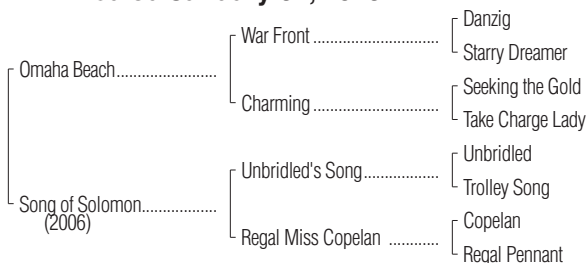 War Front
Danzig
Starry Dreamer
Omaha Beach
Charming
Seeking the Gold
Take Charge Lady
Unbridled's Song
Unbridled
Trolley Song
Song of Solomon
(2006)
Regal Miss Copelan
Copelan
Regal Pennant